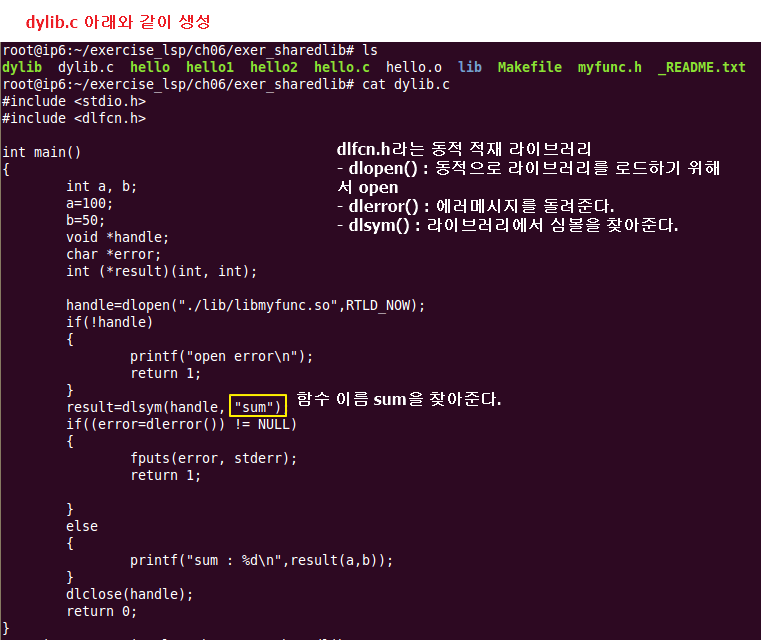 dylib.c 아래와 같이 생성
root@ip6:~/exercise_lsp/ch06/exer_sharedlib# ls
dylib  dylib.c  hello  hello1  hello2  hello.c  hello.o  lib  Makefile  myfunc.h  _README.txt
root@ip6:~/exercise_lsp/ch06/exer_sharedlib# cat dylib.c
#include <stdio.h>
#include <dlfcn.h>
int main()
{
        int a, b;
        a=100;
        b=50;
        void *handle;
        char *error;
        int (*result)(int, int);
dlfcn.h라는 동적 적재 라이브러리
- dlopen() : 동적으로 라이브러리를 로드하기 위해
서 open
- dlerror() : 에러메시지를 돌려준다.
- dlsym() : 라이브러리에서 심볼을 찾아준다.
        handle=dlopen("./lib/libmyfunc.so",RTLD_NOW);
        if(!handle)
        {
                printf("open error\n");
                return 1;
        }
        result=dlsym(handle, "sum") 함수 이름 sum을 찾아준다.
        if((error=dlerror()) != NULL)
        {
                fputs(error, stderr);
                return 1;
        }
        else
        {
                printf("sum : %d\n",result(a,b));
        }
        dlclose(handle);
        return 0;
}